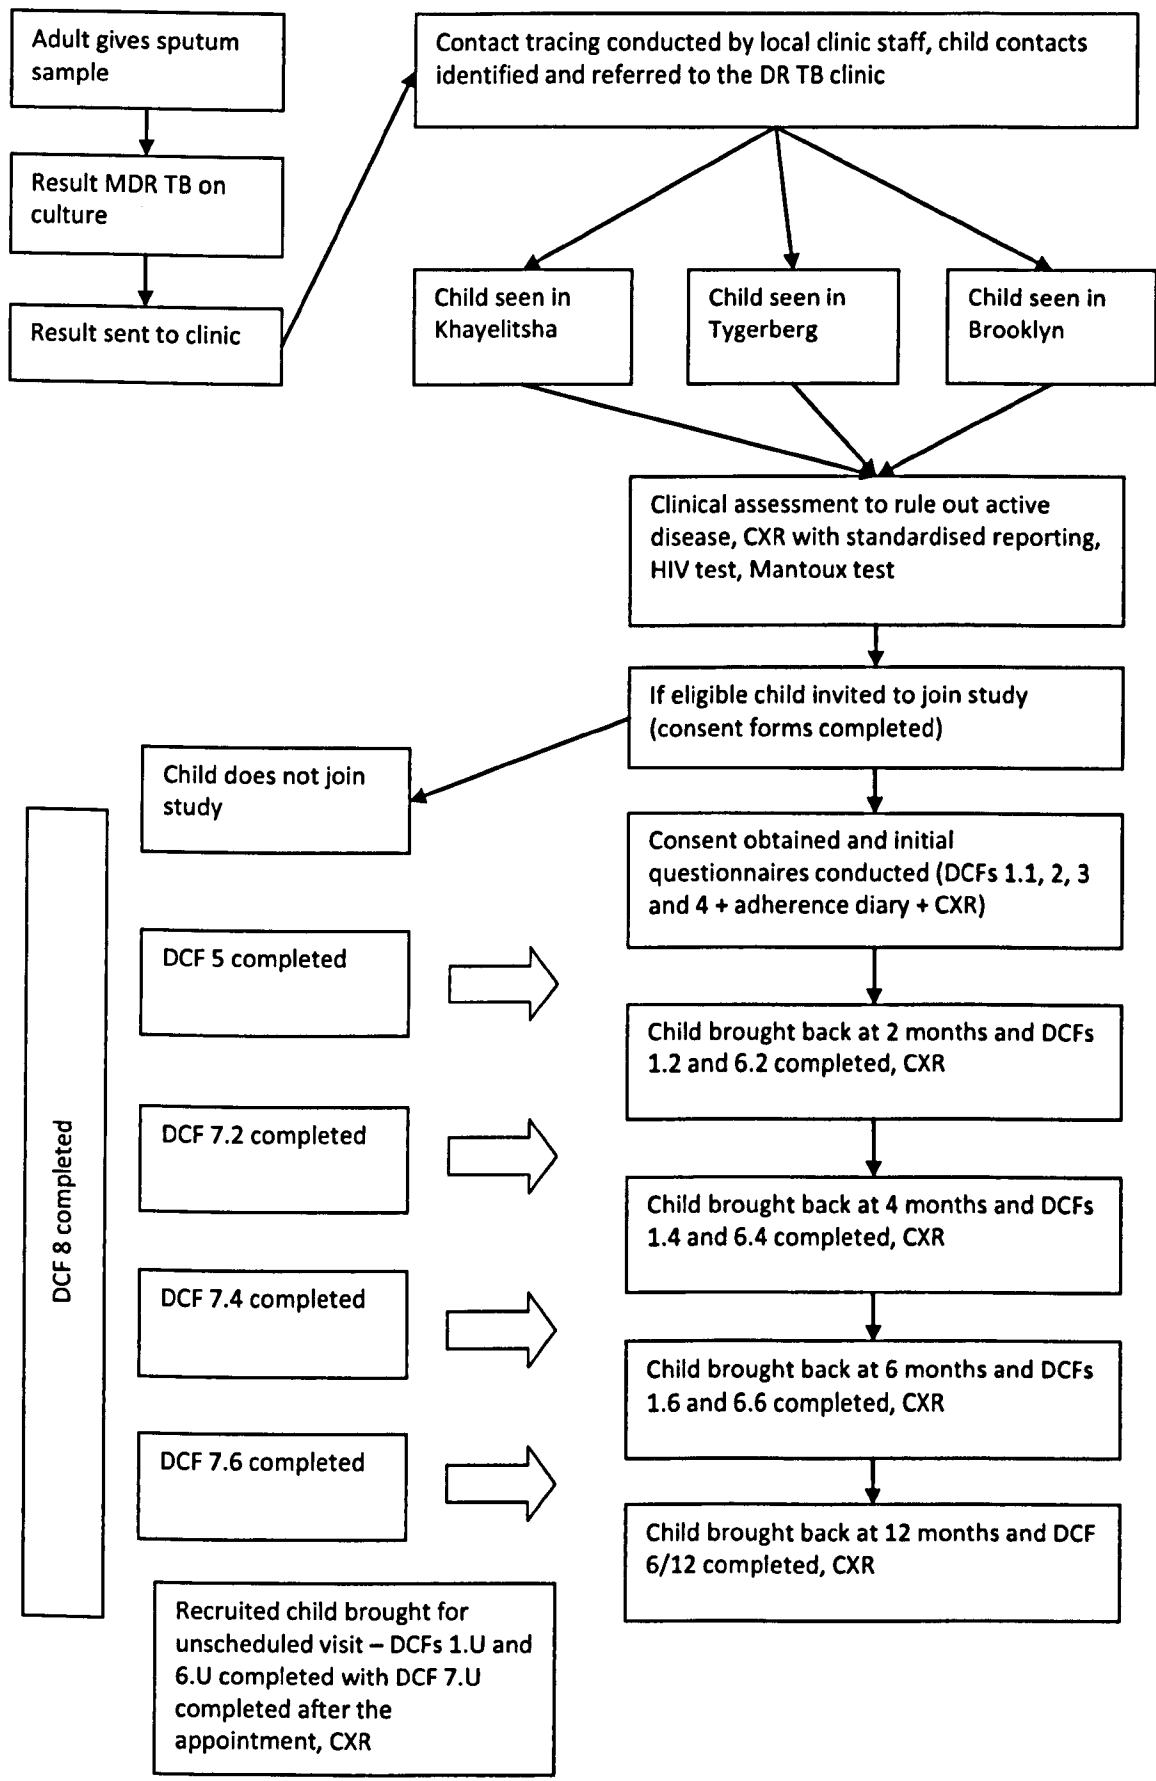 Adult gives sputum
sample
Result MDR TB on
culture
Result sent to clinic
Contact tracing conducted by local clinic staff, child contacts
identified and referred to the DR TB clinic
Child seen in
Khayelitsha
Child seen in
Tygerberg
Child seen in
Brooklyn
Clinical assessment to rule out active
disease, CXR with standardised reporting,
HIV test, Mantoux test
If eligible child invited to join study
(consent forms completed)
Child does not join
study
Consent obtained and initial
questionnaires conducted (DCFs 1.1, 2, 3
and 4 + adherence diary + CXR)
DCF 8 completed
DCF 5 completed
Child brought back at 2 months and DCFs
1.2 and 6.2 completed, CXR
DCF 7.2 completed
Child brought back at 4 months and DCFs
1.4 and 6.4 completed, CXR
DCF 7.4 completed
Child brought back at 6 months and DCFs
1.6 and 6.6 completed, CXR
DCF 7.6 completed
Child brought back at 12 months and DCF
6/12 completed, CXR
Recruited child brought for
unscheduled visit – DCFs 1.U and
6.U completed with DCF 7.U
completed after the
appointment, CXR